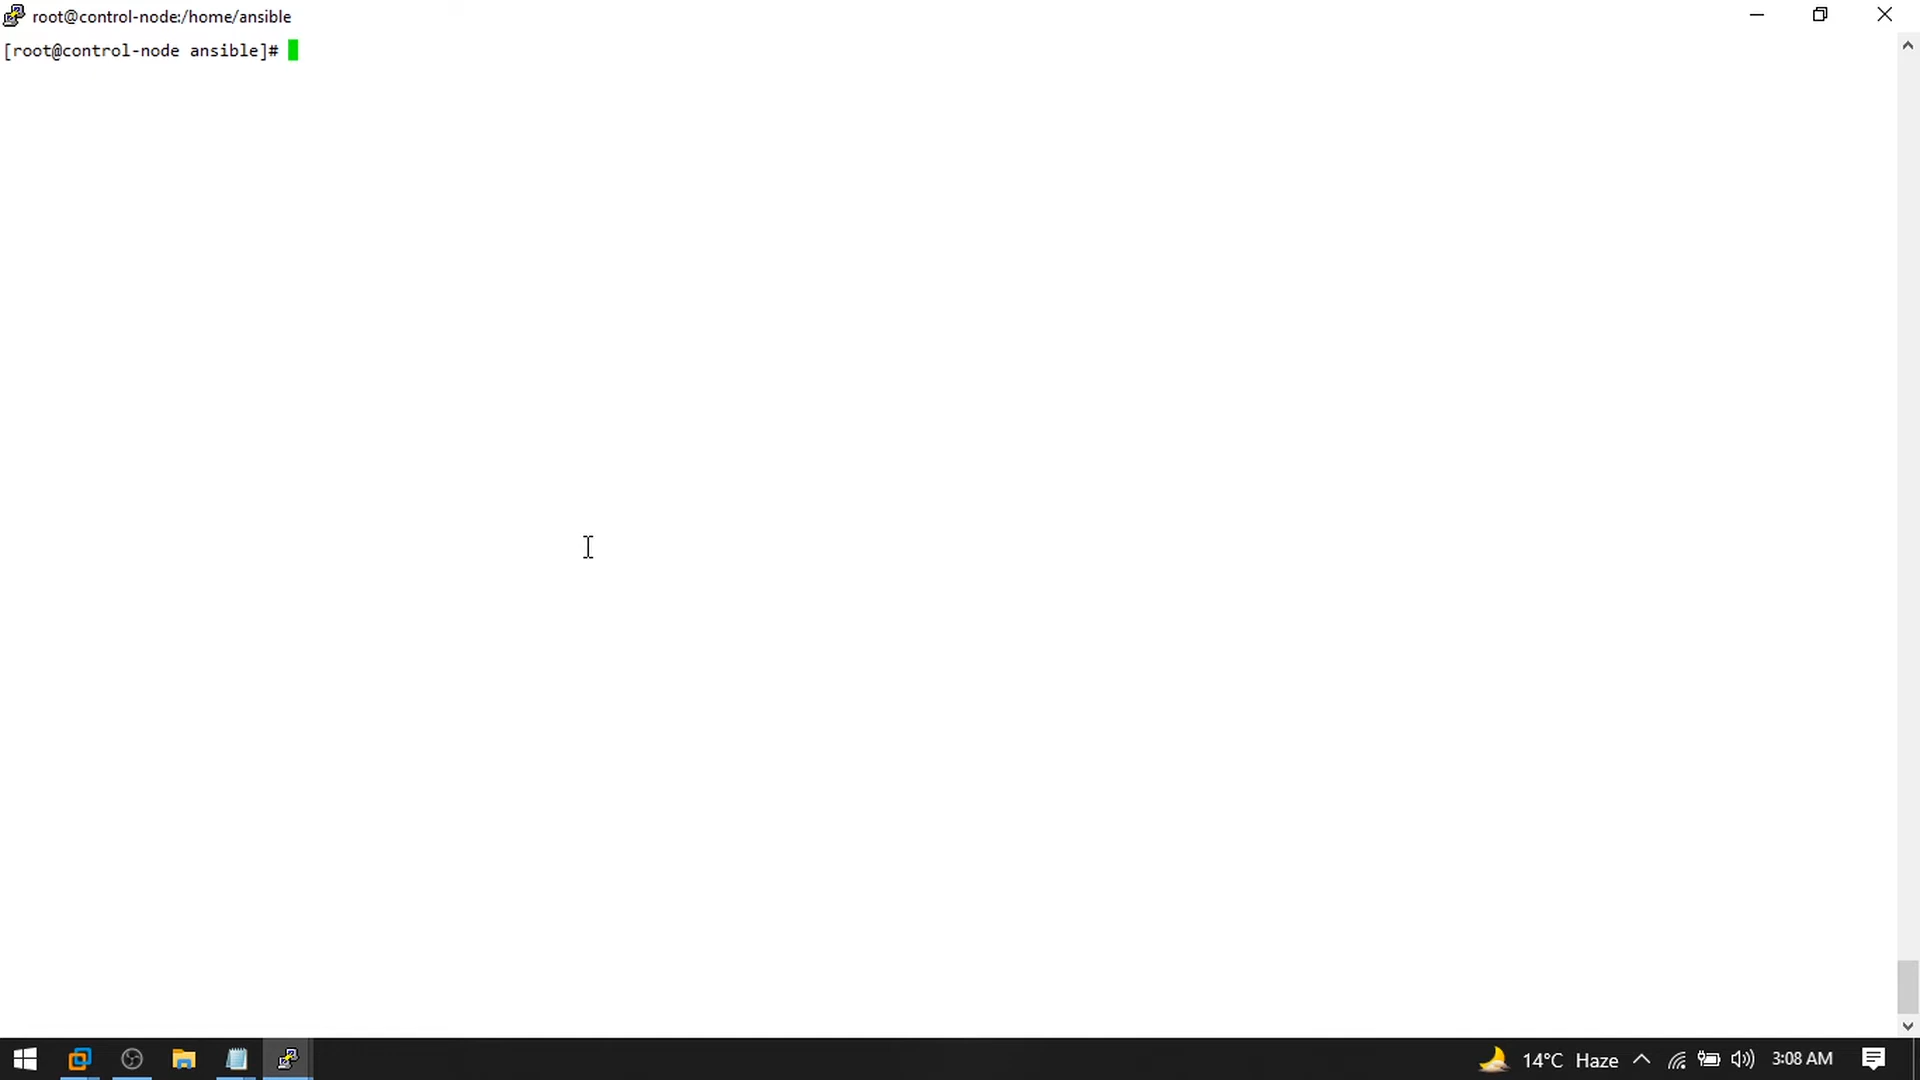 root@control-node:/home/ansible
[root@control-node ansible]#
14°C Haze 3:08 AM